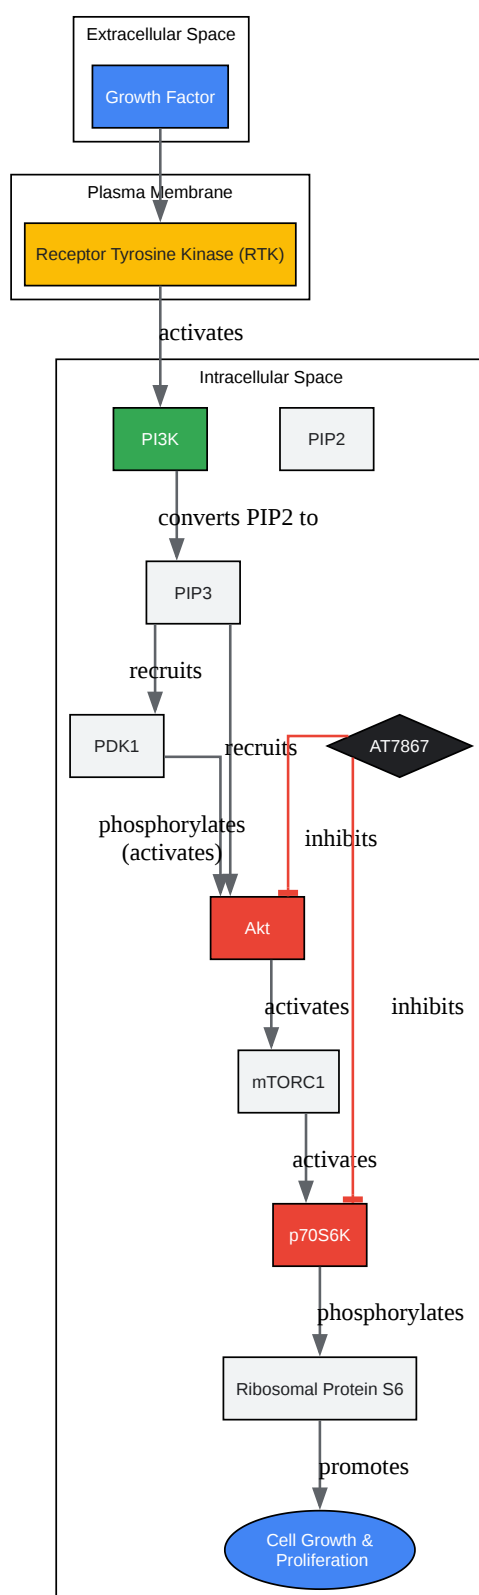 Extracellular Space
Growth Factor
Plasma Membrane
Receptor Tyrosine Kinase (RTK)
activates
Intracellular Space
PI3K
PIP2
converts PIP2 to
PIP3
recruits
PDK1
recruits
AT7867
phosphorylates
(activates)
inhibits
Akt
activates
inhibits
mTORC1
activates
p70S6K
phosphorylates
Ribosomal Protein S6
promotes
Cell Growth &
Proliferation